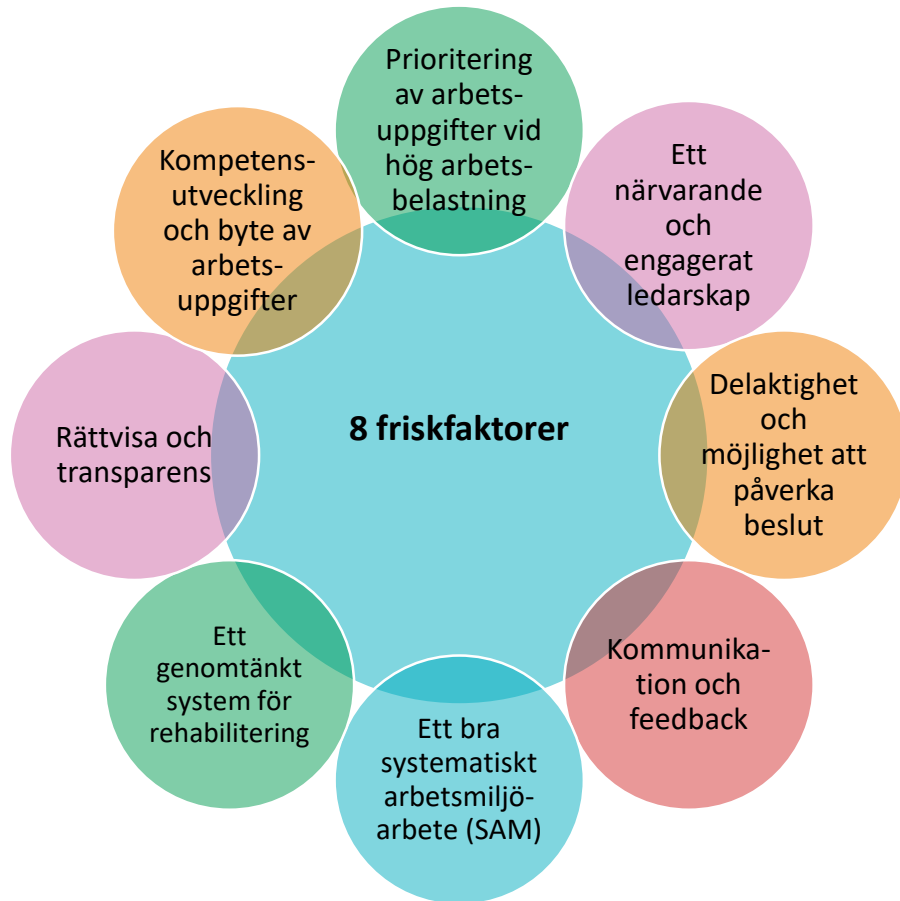 Prioritering
av arbets-
uppgifter vid
hög arbets-
belastning
Ett
närvarande
och
engagerat
ledarskap
Delaktighet
och
möjlighet att
påverka
beslut
Kommunika-
tion och
feedback
Ett bra
systematiskt
arbetsmiljö-
arbete (SAM)
Ett
genomtänkt
system för
rehabilitering
Rättvisa och
transparens
Kompetens-
utveckling
och byte av
arbets-
uppgifter
8 friskfaktorer